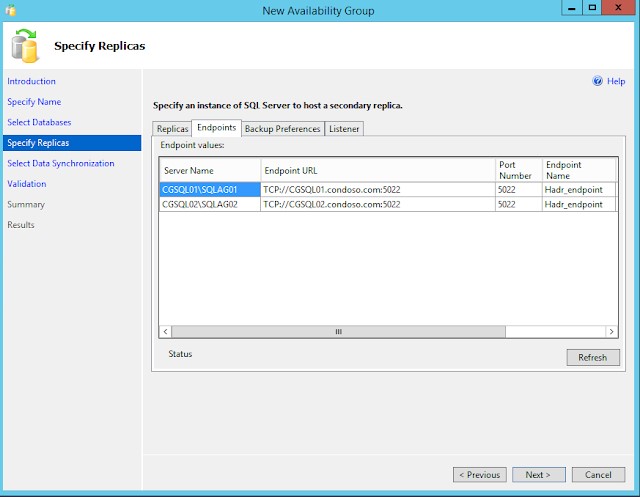 New Availability Group
Specify Replicas
Introduction
Specify Name
Select Databases
Specify Replicas
Select Data Synchronization
Validation
Summary
Results
Help
Specify an instance of SQL Server to host a secondary replica.
Replicas Endpoints Backup Preferences Listener
Endpoint values:
Server Name Endpoint URL Port Number Endpoint Name
CGSQL01\SQLAG01 TCP://CGSQL01.condoso.com:5022 5022 Hadr_endpoint
CGSQL02\SQLAG02 TCP://CGSQL02.condoso.com:5022 5022 Hadr_endpoint
Status
Refresh
< Previous Next > Cancel